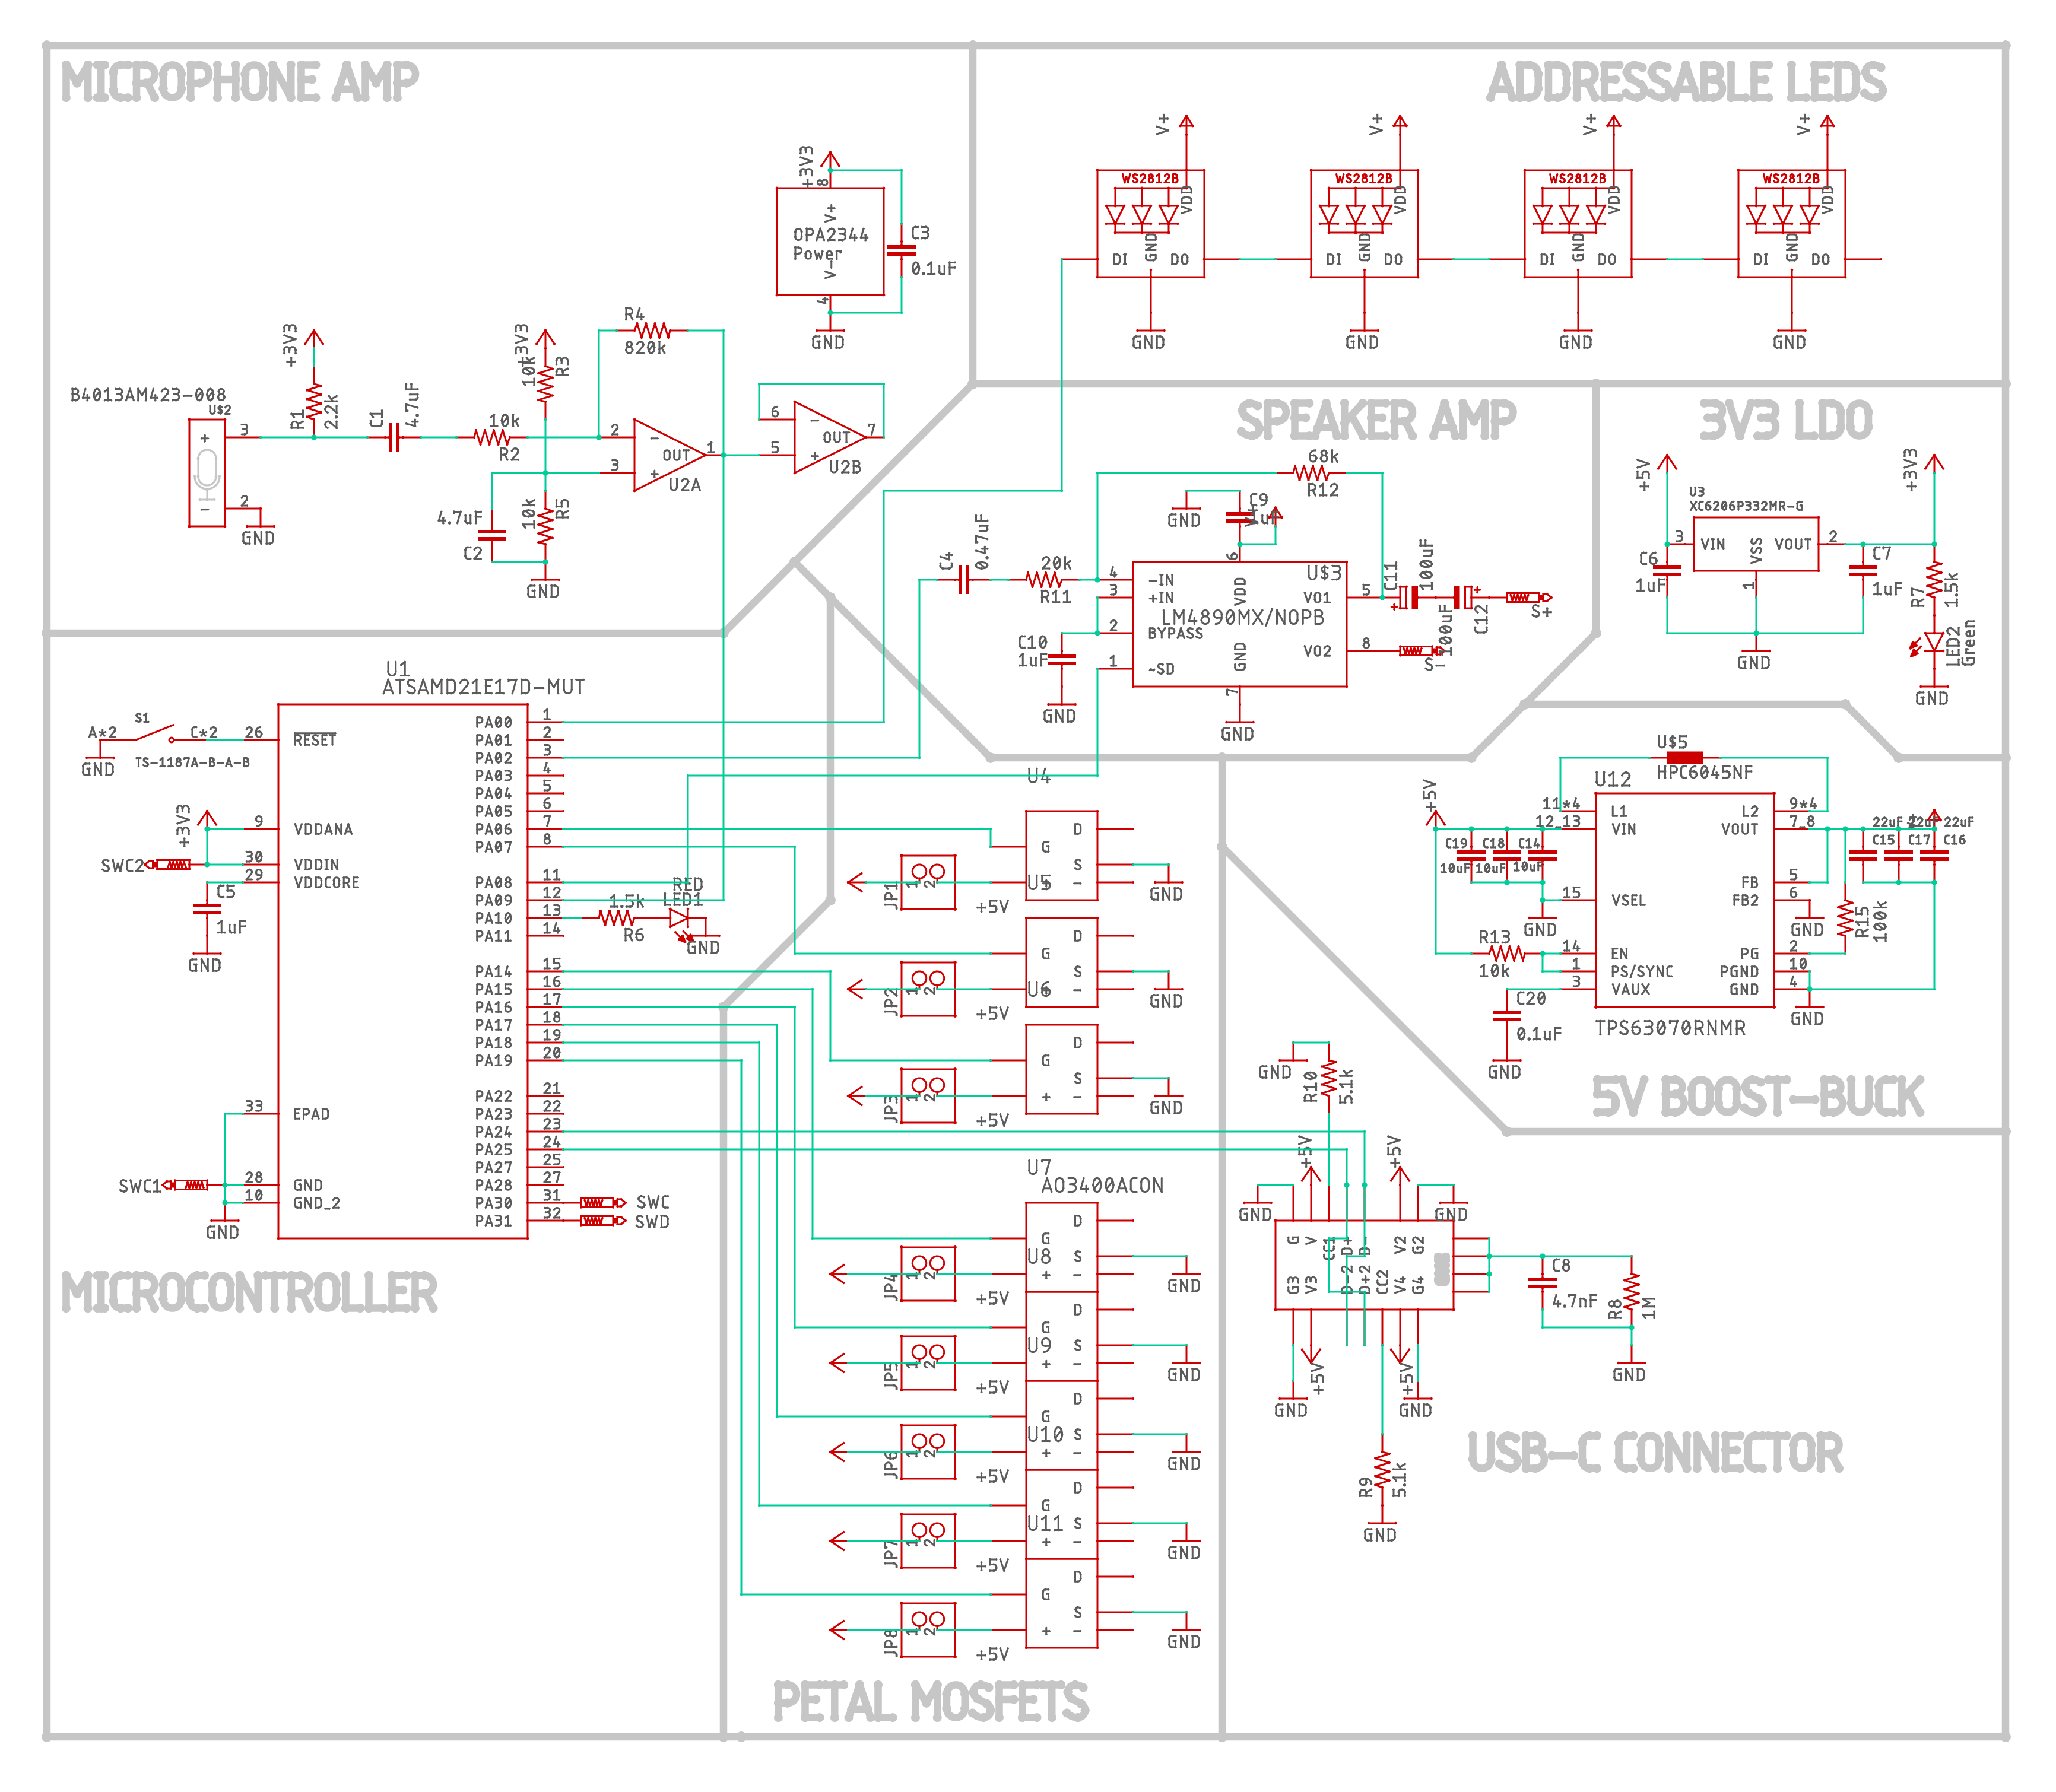 MICROPHONE AMP
+3V3
8
V+
OPA2344
Power
V-
4
GND
C3
0.1uF
B4013AM423-008
U$2
+
-
3
2
GND
+3V3
R1
2.2k
C1
4.7uF
10k
R2
+3V3
10k
R3
4.7uF
C2
10k
R5
GND
R4
820k
2
3
-
+
OUT
1
U2A
6
5
-
+
OUT
7
U2B
ADDRESSABLE LEDS
V+
WS2812B
VDD
DI
GND
DO
GND
V+
WS2812B
VDD
DI
GND
DO
GND
V+
WS2812B
VDD
DI
GND
DO
GND
V+
WS2812B
VDD
DI
GND
DO
GND
SPEAKER AMP
68k
R12
C9
1uF
GND
C4
0.47uF
20k
R11
C10
1uF
GND
U$3
LM4890MX/NOPB
4
-IN
3
+IN
2
BYPASS
1
~SD
6
VDD
GND
7
GND
VO1
5
VO2
8
C11
100uF
100uF
C12
S+
S-
3V3 LDO
+5V
+3V3
U3
XC6206P332MR-G
3
VIN
VSS
VOUT
2
1
C6
1uF
C7
1uF
GND
R7
1.5k
LED2
Green
GND
U1
ATSAMD21E17D-MUT
S1
A*2
C*2
TS-1187A-B-A-B
GND
26
RESET
+3V3
9
VDDANA
SWC2
30
VDDIN
29
VDDCORE
C5
1uF
GND
33
EPAD
SWC1
28
GND
10
GND_2
GND
PA00
1
PA01
2
PA02
3
PA03
4
PA04
5
PA05
6
PA06
7
PA07
8
PA08
11
PA09
12
PA10
13
PA11
14
PA14
15
PA15
16
PA16
17
PA17
18
PA18
19
PA19
20
PA22
21
PA23
22
PA24
23
PA25
24
PA27
25
PA28
27
PA30
31
PA31
32
1.5k
R6
RED
LED1
GND
SWC
SWD
MICROCONTROLLER
U4
D
G
S
-
GND
JP1
1
2
+5V
U5
D
G
S
-
GND
JP2
1
2
+5V
U6
D
G
S
+
-
GND
JP3
1
2
+5V
U7
AO3400ACON
D
G
S
+
-
GND
JP4
1
2
+5V
U8
D
G
S
+
-
GND
JP5
1
2
+5V
U9
D
G
S
+
-
GND
JP6
1
2
+5V
U10
D
G
S
+
-
GND
JP7
1
2
+5V
U11
D
G
S
+
-
GND
JP8
1
2
+5V
PETAL MOSFETS
U$5
HPC6045NF
U12
+5V
11*4
L1
12_13
VIN
C19
10uF
C18
10uF
C14
10uF
15
VSEL
GND
R13
10k
14
EN
1
PS/SYNC
3
VAUX
C20
0.1uF
GND
L2
9*4
VOUT
7_8
FB
5
FB2
6
GND
PG
2
PGND
10
GND
4
GND
R15
100k
22uF
C15
22uF
C17
22uF
C16
TPS63070RNMR
5V BOOST-BUCK
GND
R10
5.1k
+5V
+5V
GND
GND
G
V
CC1
D+
D-
V2
G2
G3
V3
D-2
D+2
CC2
V4
G4
+5V
+5V
GND
GND
R9
5.1k
GND
C8
4.7nF
R8
1M
GND
USB-C CONNECTOR